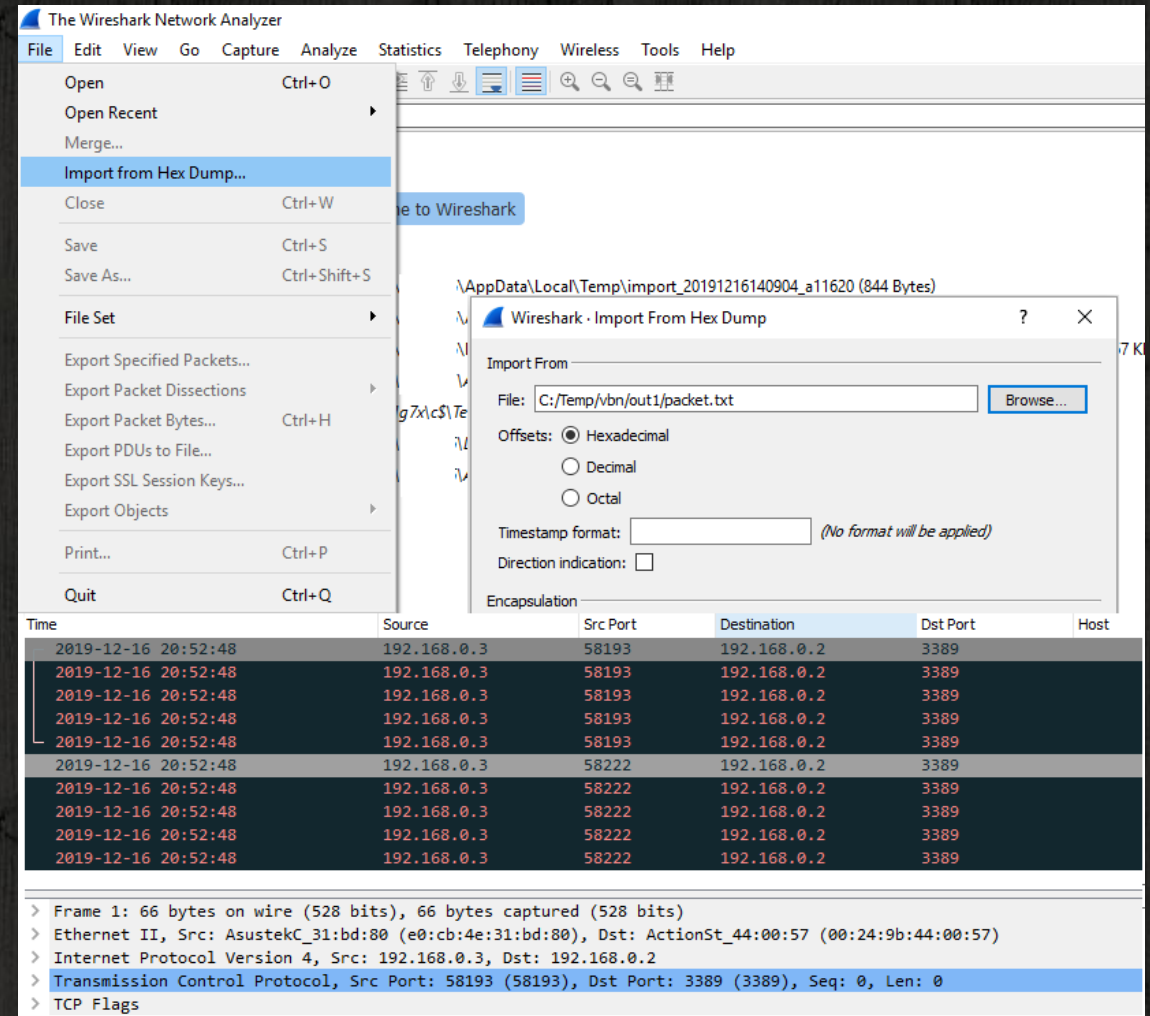 The Wireshark Network Analyzer
File Edit View Go Capture Analyze Statistics Telephony Wireless Tools Help
Open Ctrl+O
Open Recent
Merge...
Import from Hex Dump...
Close Ctrl+W
to Wireshark
Save Ctrl+S
Save As... Ctrl+Shift+S
\AppData\Local\Temp\import_20191216140904_a11620 (844 Bytes)
File Set
Wireshark · Import From Hex Dump ? ×
Export Specified Packets...
Import From
Export Packet Dissections
File: C:/Temp/vbn/out1/packet.txt Browse...
Export Packet Bytes... Ctrl+H
Offsets: Hexadecimal
Export PDUs to File...
Decimal
Export SSL Session Keys...
Octal
Export Objects
Timestamp format: (No format will be applied)
Print... Ctrl+P
Direction indication:
Quit Ctrl+Q
Encapsulation
Time Source Src Port Destination Dst Port Host
2019-12-16 20:52:48 192.168.0.3 58193 192.168.0.2 3389
2019-12-16 20:52:48 192.168.0.3 58193 192.168.0.2 3389
2019-12-16 20:52:48 192.168.0.3 58193 192.168.0.2 3389
2019-12-16 20:52:48 192.168.0.3 58193 192.168.0.2 3389
2019-12-16 20:52:48 192.168.0.3 58193 192.168.0.2 3389
2019-12-16 20:52:48 192.168.0.3 58222 192.168.0.2 3389
2019-12-16 20:52:48 192.168.0.3 58222 192.168.0.2 3389
2019-12-16 20:52:48 192.168.0.3 58222 192.168.0.2 3389
2019-12-16 20:52:48 192.168.0.3 58222 192.168.0.2 3389
2019-12-16 20:52:48 192.168.0.3 58222 192.168.0.2 3389
Frame 1: 66 bytes on wire (528 bits), 66 bytes captured (528 bits)
Ethernet II, Src: AsustekC_31:bd:80 (e0:cb:4e:31:bd:80), Dst: ActionSt_44:00:57 (00:24:9b:44:00:57)
Internet Protocol Version 4, Src: 192.168.0.3, Dst: 192.168.0.2
Transmission Control Protocol, Src Port: 58193 (58193), Dst Port: 3389 (3389), Seq: 0, Len: 0
TCP Flags